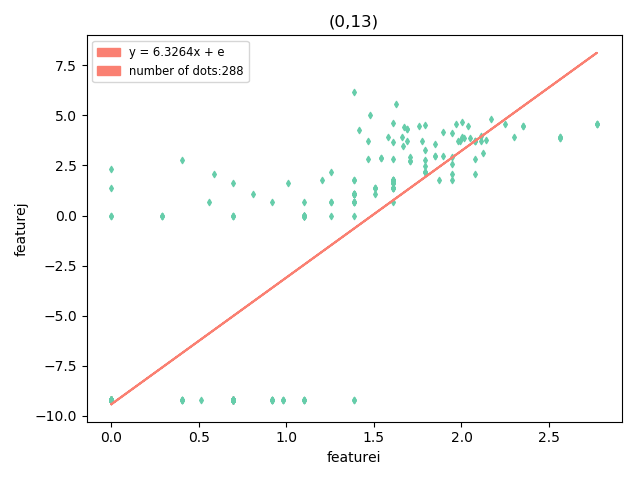 (0,13)
y = 6.3264x + e
number of dots:288
7.5
5.0
2.5
0.0
−2.5
−5.0
−7.5
−10.0
featurej
0.0 0.5 1.0 1.5 2.0 2.5
featurei